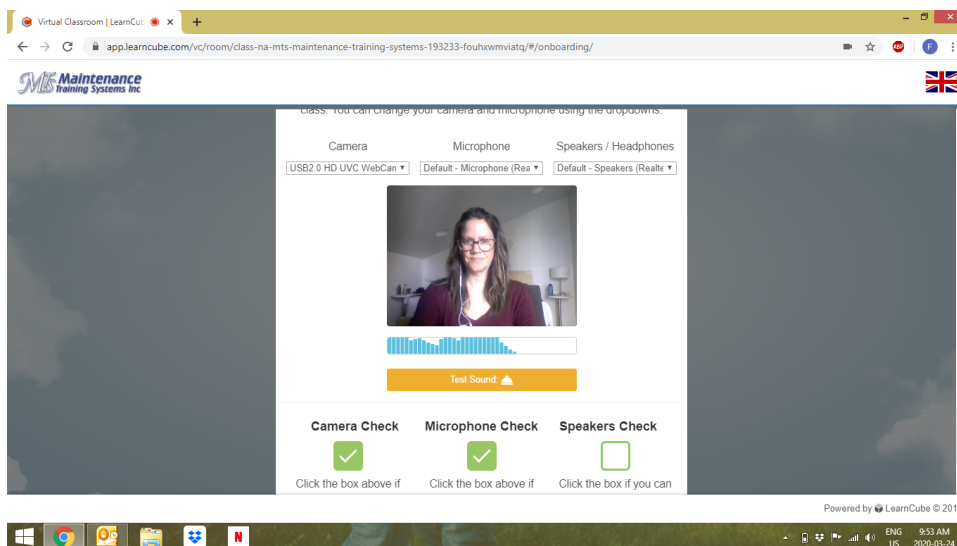 Virtual Classroom | LearnCub
app.learncube.com/vc/room/class-na-mts-maintenance-training-systems-193233-fouhxwmviatq/#/onboarding/
ABP
F
MTS Maintenance
Training Systems Inc
class. You can change your camera and microphone using the dropdowns.
Camera Microphone Speakers / Headphones
USB2.0 HD UVC WebCan Default - Microphone (Rea Default - Speakers (Realte
Test Sound:
Camera Check Microphone Check Speakers Check
Click the box above if Click the box above if Click the box if you can
Powered by LearnCube © 201
N
ENG 9:53 AM
US 2020-03-24